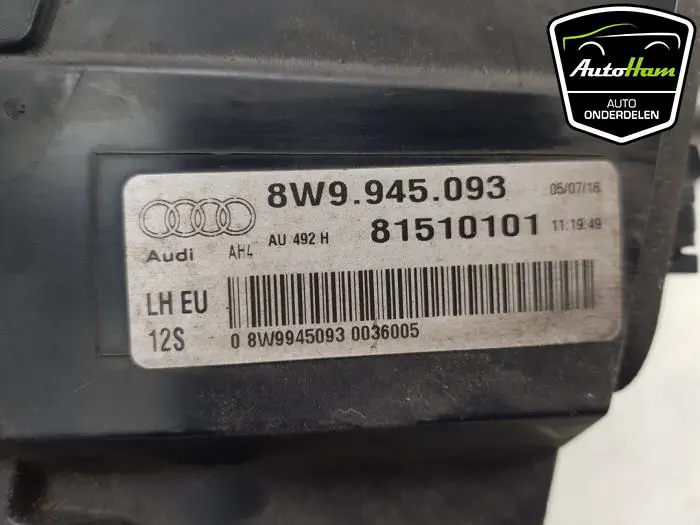 AutoHam
AUTO
ONDERDELEN
8W9.945.093 05/07/16
Audi AH4 AU 492 H 81510101 11:19:49
LH EU
12S 0 8W9945093 0036005